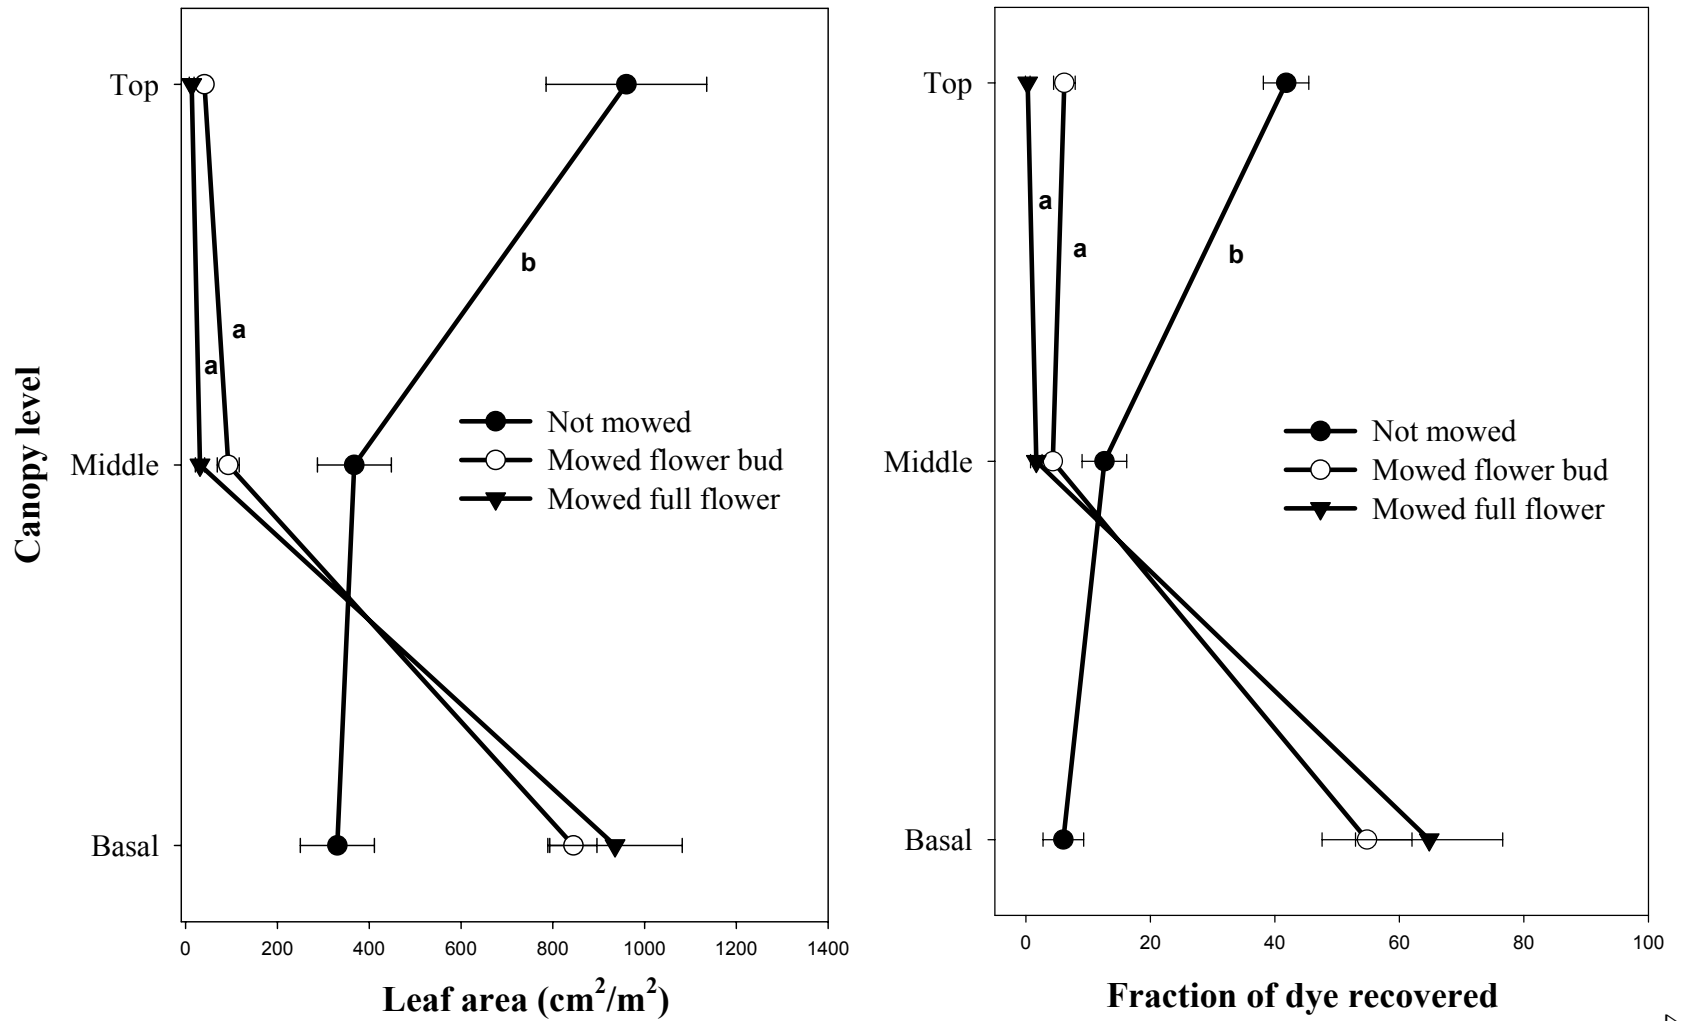 Canopy level
Top
Middle
Basal
b
a
a
Not mowed
Mowed flower bud
Mowed full flower
0 200 400 600 800 1000 1200 1400
Leaf area (cm²/m²)
Top
Middle
Basal
a
a
b
Not mowed
Mowed flower bud
Mowed full flower
0 20 40 60 80 100
Fraction of dye recovered